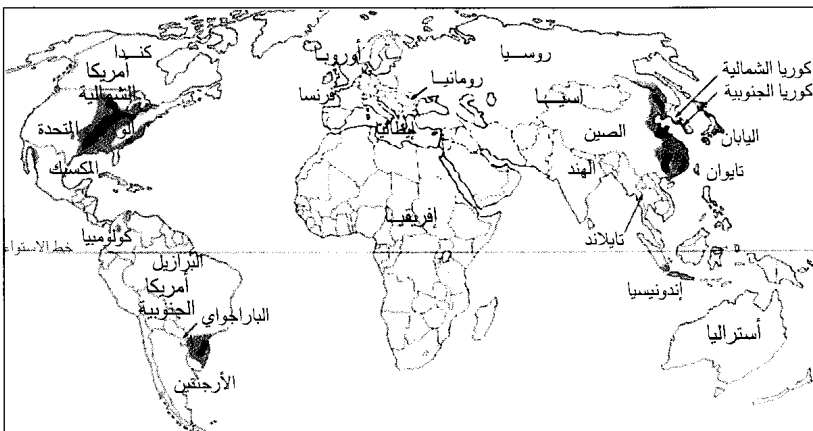 كندا
أمريكا
الشمالية
الو
المتحدة
المكسيك
كولومبيا
خط الاستواء
البرازيل
أمريكا
الجنوبية
الباراجواي
الأرجنتين
أوروبا
فرنسا
رومانيا
إيطاليا
إفريقيا
روسيا
آسيا
الصين
الهند
تايلاند
إندونيسيا
كوريا الشمالية
كوريا الجنوبية
اليابان
تايوان
أستراليا